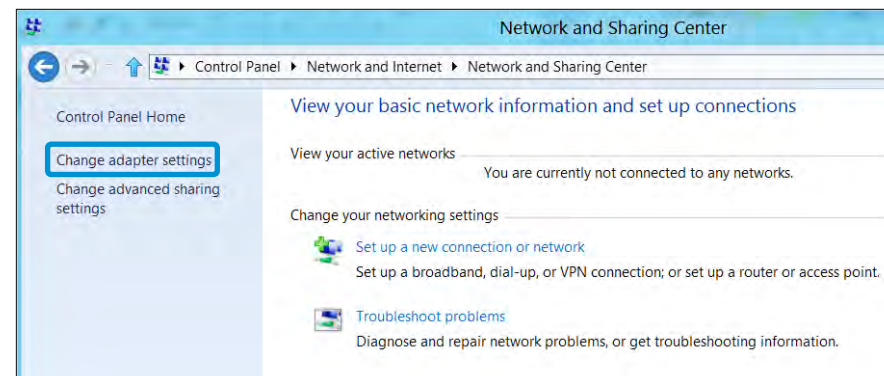 Network and Sharing Center
Control Panel Network and Internet Network and Sharing Center
Control Panel Home
Change adapter settings
Change advanced sharing
settings
View your basic network information and set up connections
View your active networks
You are currently not connected to any networks.
Change your networking settings
Set up a new connection or network
Set up a broadband, dial-up, or VPN connection; or set up a router or access point.
Troubleshoot problems
Diagnose and repair network problems, or get troubleshooting information.